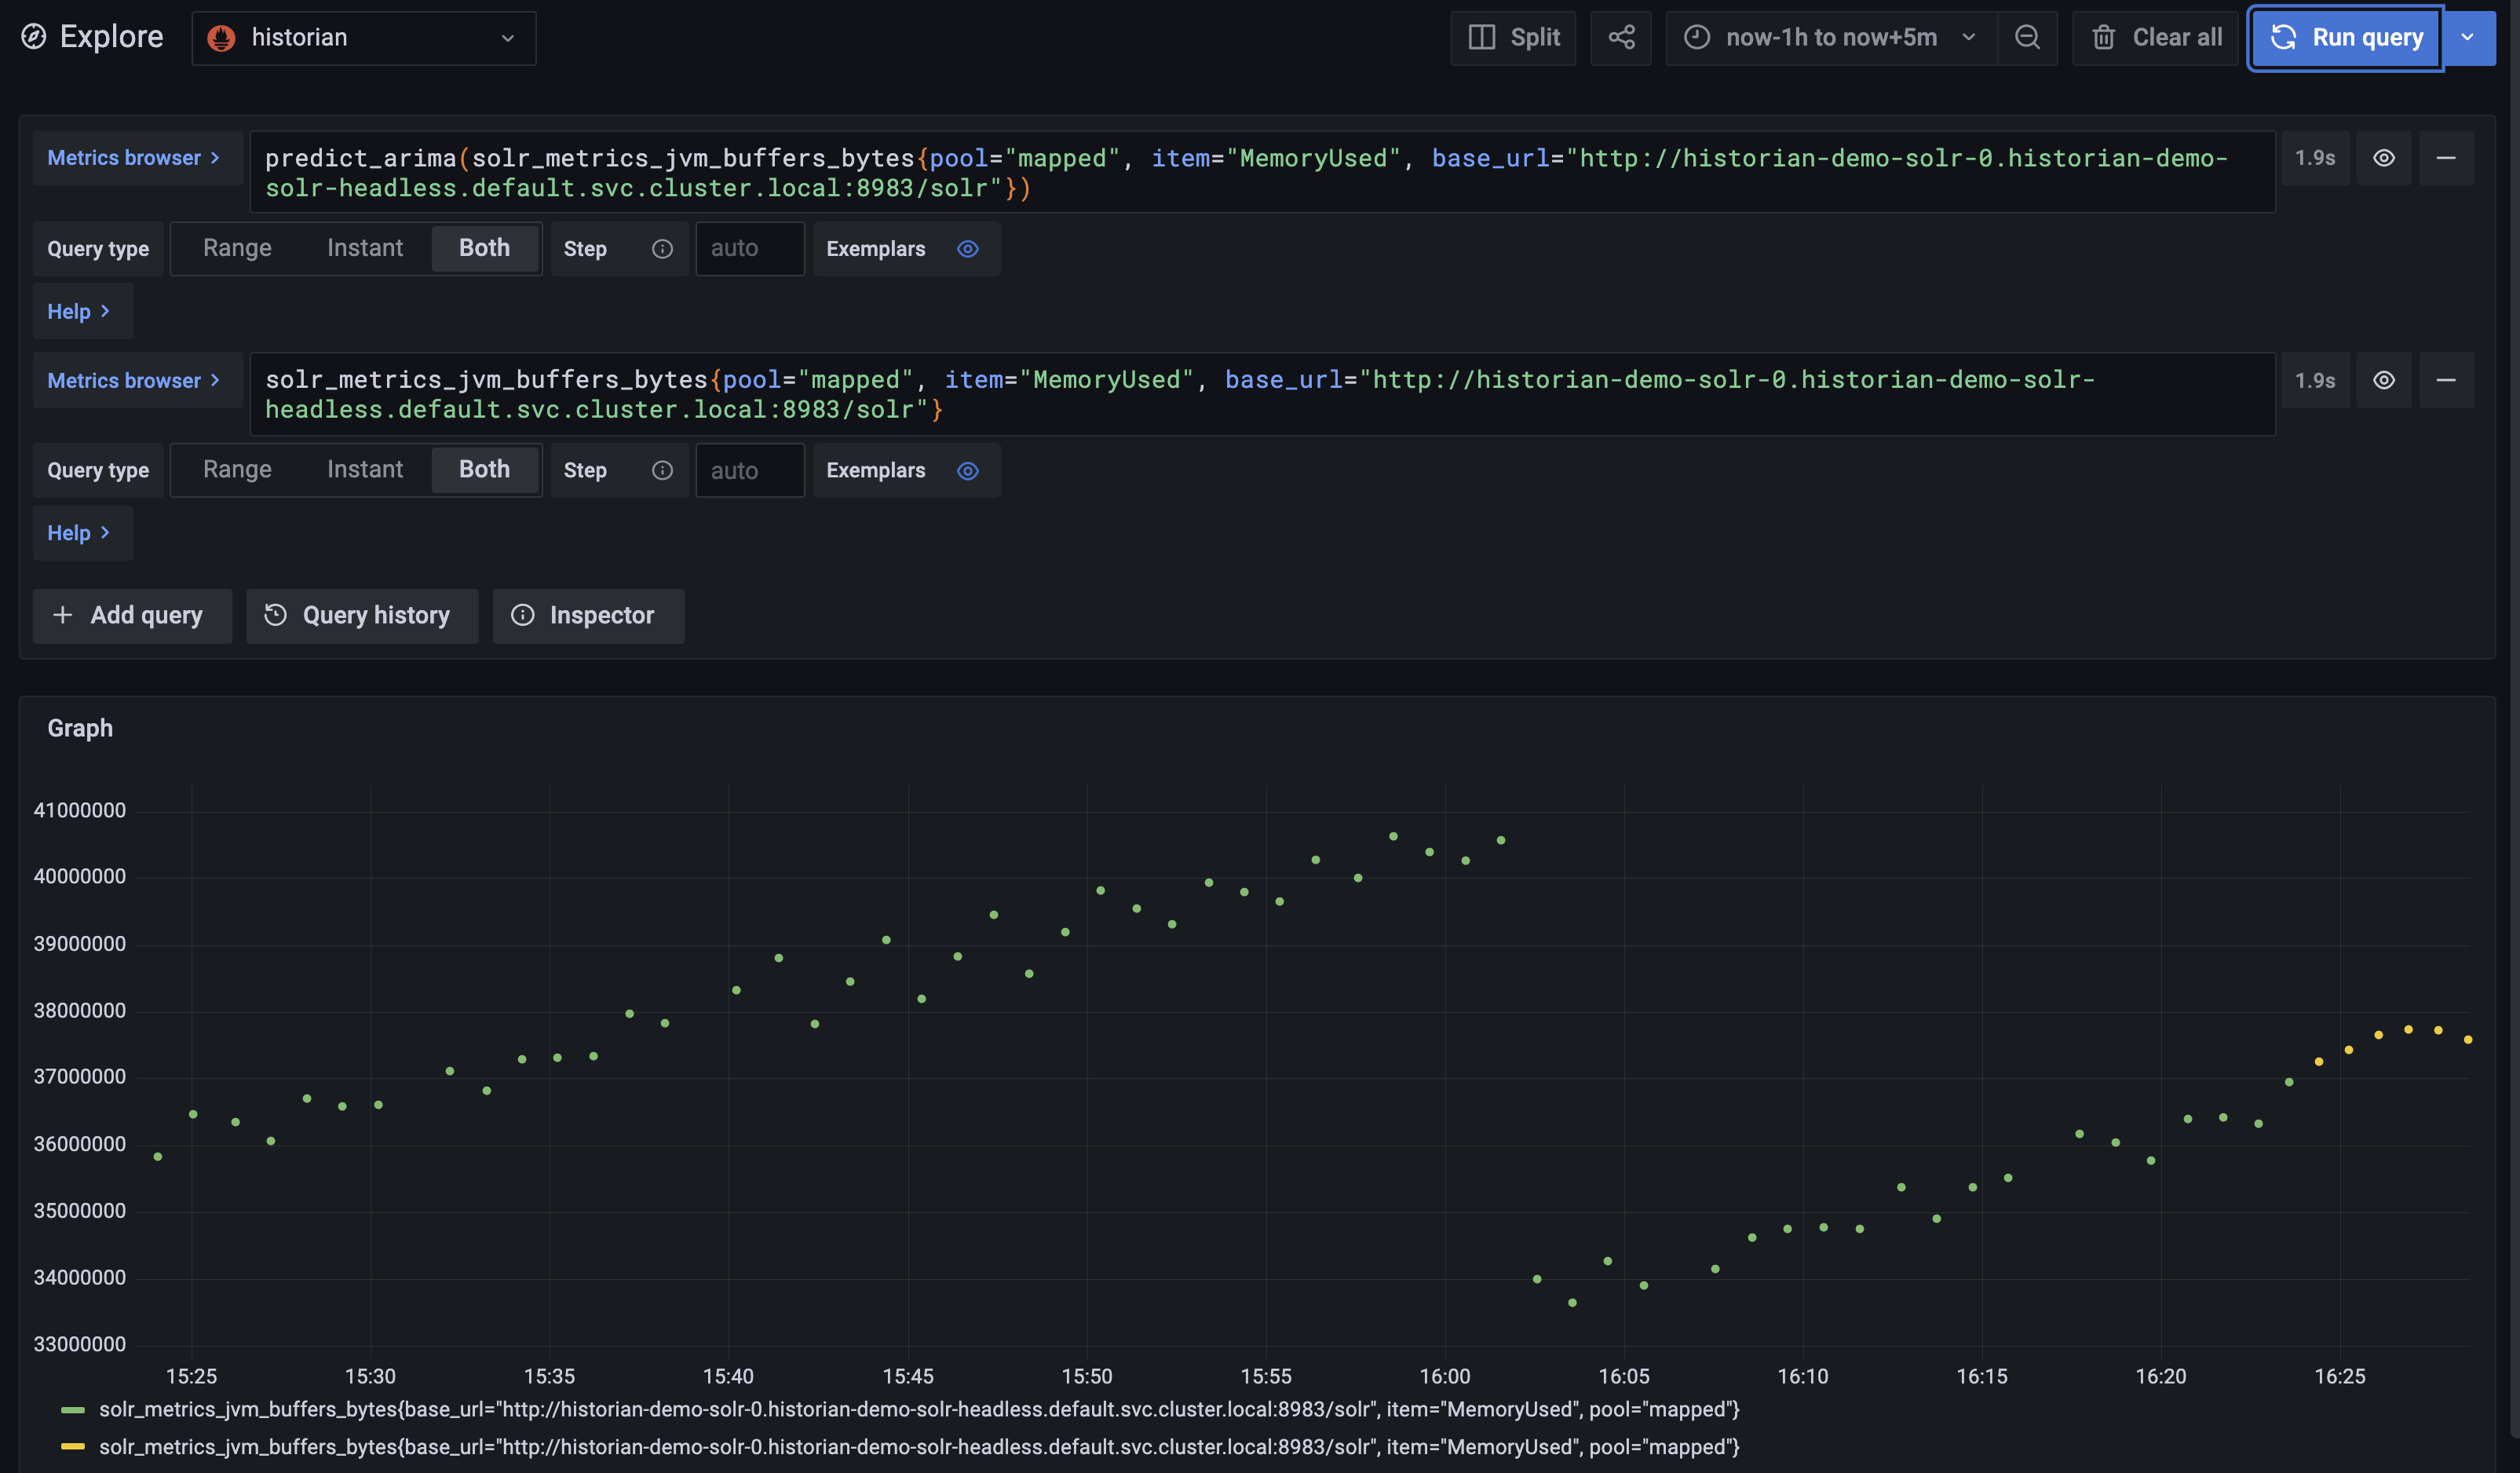 Explore historian Split now-1h to now+5m Clear all Run query
Metrics browser > predict_arima(solr_metrics_jvm_buffers_bytes{pool="mapped", item="MemoryUsed", base_url="http://historian-demo-solr-0.historian-demo-
solr-headless.default.svc.cluster.local:8983/solr"}) 1.9s
Query type Range Instant Both Step auto Exemplars
Help >
Metrics browser > solr_metrics_jvm_buffers_bytes{pool="mapped", item="MemoryUsed", base_url="http://historian-demo-solr-0.historian-demo-solr-
headless.default.svc.cluster.local:8983/solr"} 1.9s
Query type Range Instant Both Step auto Exemplars
Help >
+ Add query Query history Inspector
Graph
41000000
40000000
39000000
38000000
37000000
36000000
35000000
34000000
33000000
15:25 15:30 15:35 15:40 15:45 15:50 15:55 16:00 16:05 16:10 16:15 16:20 16:25
solr_metrics_jvm_buffers_bytes{base_url="http://historian-demo-solr-0.historian-demo-solr-headless.default.svc.cluster.local:8983/solr", item="MemoryUsed", pool="mapped"}
solr_metrics_jvm_buffers_bytes{base_url="http://historian-demo-solr-0.historian-demo-solr-headless.default.svc.cluster.local:8983/solr", item="MemoryUsed", pool="mapped"}